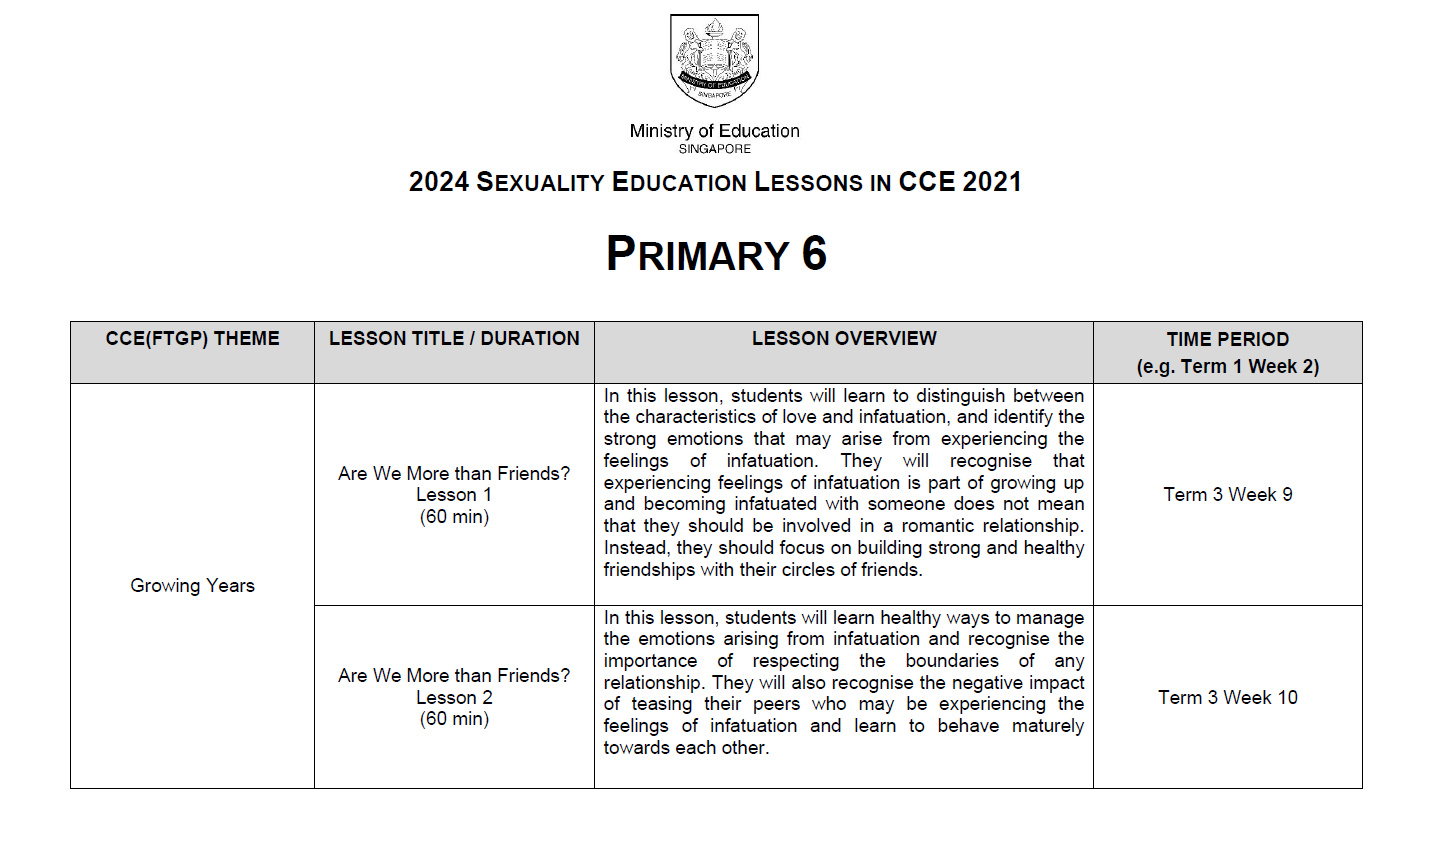 MINISTRY OF EDUCATION
SINGAPORE
Ministry of Education
SINGAPORE
2024 SEXUALITY EDUCATION LESSONS IN CCE 2021
PRIMARY 6
CCE(FTGP) THEME
LESSON TITLE / DURATION
LESSON OVERVIEW
TIME PERIOD
(e.g. Term 1 Week 2)
Growing Years
Are We More than Friends?
Lesson 1
(60 min)
In this lesson, students will learn to distinguish between
the characteristics of love and infatuation, and identify the
strong emotions that may arise from experiencing the
feelings of infatuation. They will recognise that
experiencing feelings of infatuation is part of growing up
and becoming infatuated with someone does not mean
that they should be involved in a romantic relationship.
Instead, they should focus on building strong and healthy
friendships with their circles of friends.
Term 3 Week 9
Are We More than Friends?
Lesson 2
(60 min)
In this lesson, students will learn healthy ways to manage
the emotions arising from infatuation and recognise the
importance of respecting the boundaries of any
relationship. They will also recognise the negative impact
of teasing their peers who may be experiencing the
feelings of infatuation and learn to behave maturely
towards each other.
Term 3 Week 10